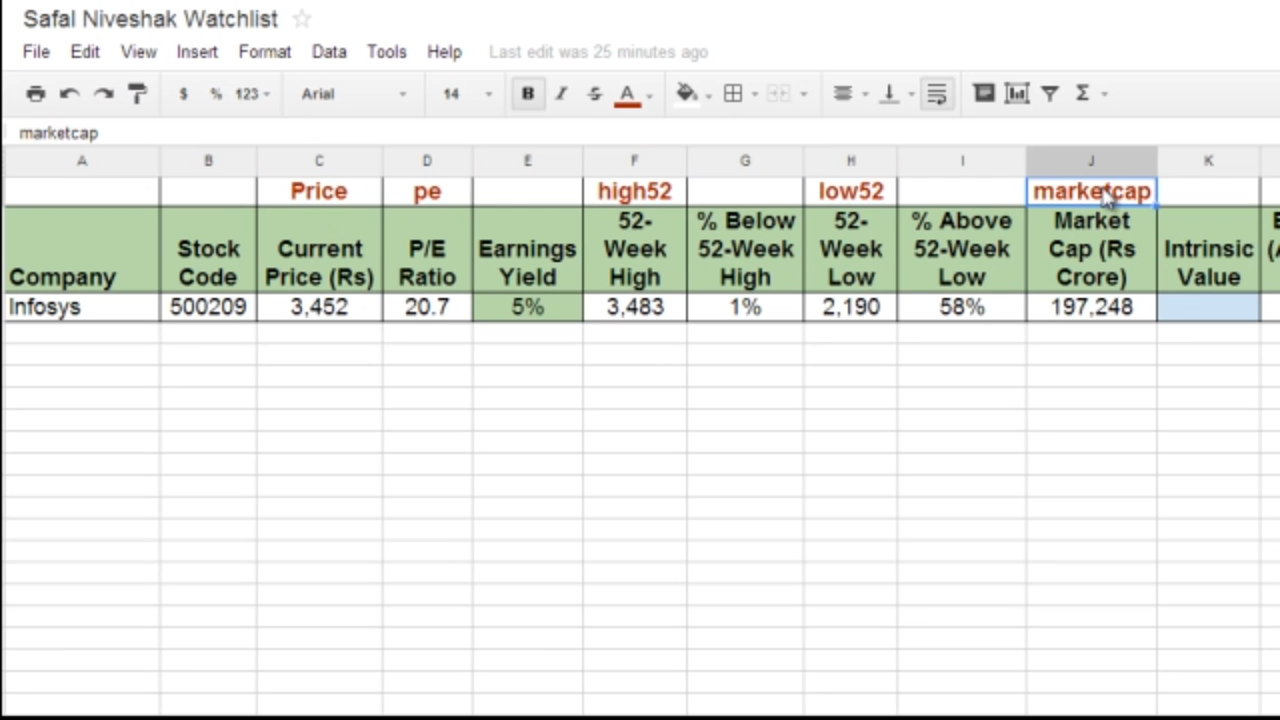 Safal Niveshak Watchlist
File Edit View Insert Format Data Tools Help Last edit was 25 minutes ago
$ % 123 Arial 14 B I S A Σ
marketcap
A B C D E F G H I J K
Price pe high52 low52 marketcap
Company Stock Code Current Price (Rs) P/E Ratio Earnings Yield 52-Week High % Below 52-Week High 52-Week Low % Above 52-Week Low Market Cap (Rs Crore) Intrinsic Value
Infosys 500209 3,452 20.7 5% 3,483 1% 2,190 58% 197,248